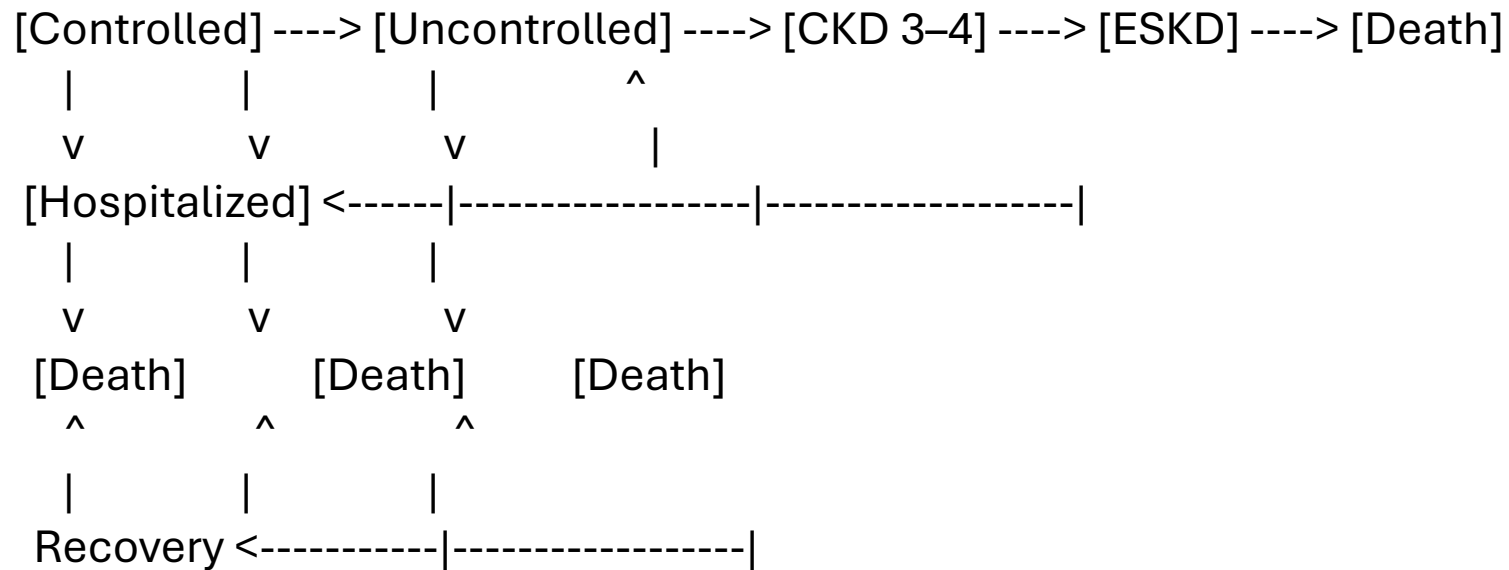 [Controlled] ----> [Uncontrolled] ----> [CKD 3–4] ----> [ESKD] ----> [Death]
| | | ^
v v v |
[Hospitalized] <------|------------------|-------------------|
| | |
v v v
[Death] [Death] [Death]
^ ^ ^
| | |
Recovery <-----------|------------------|